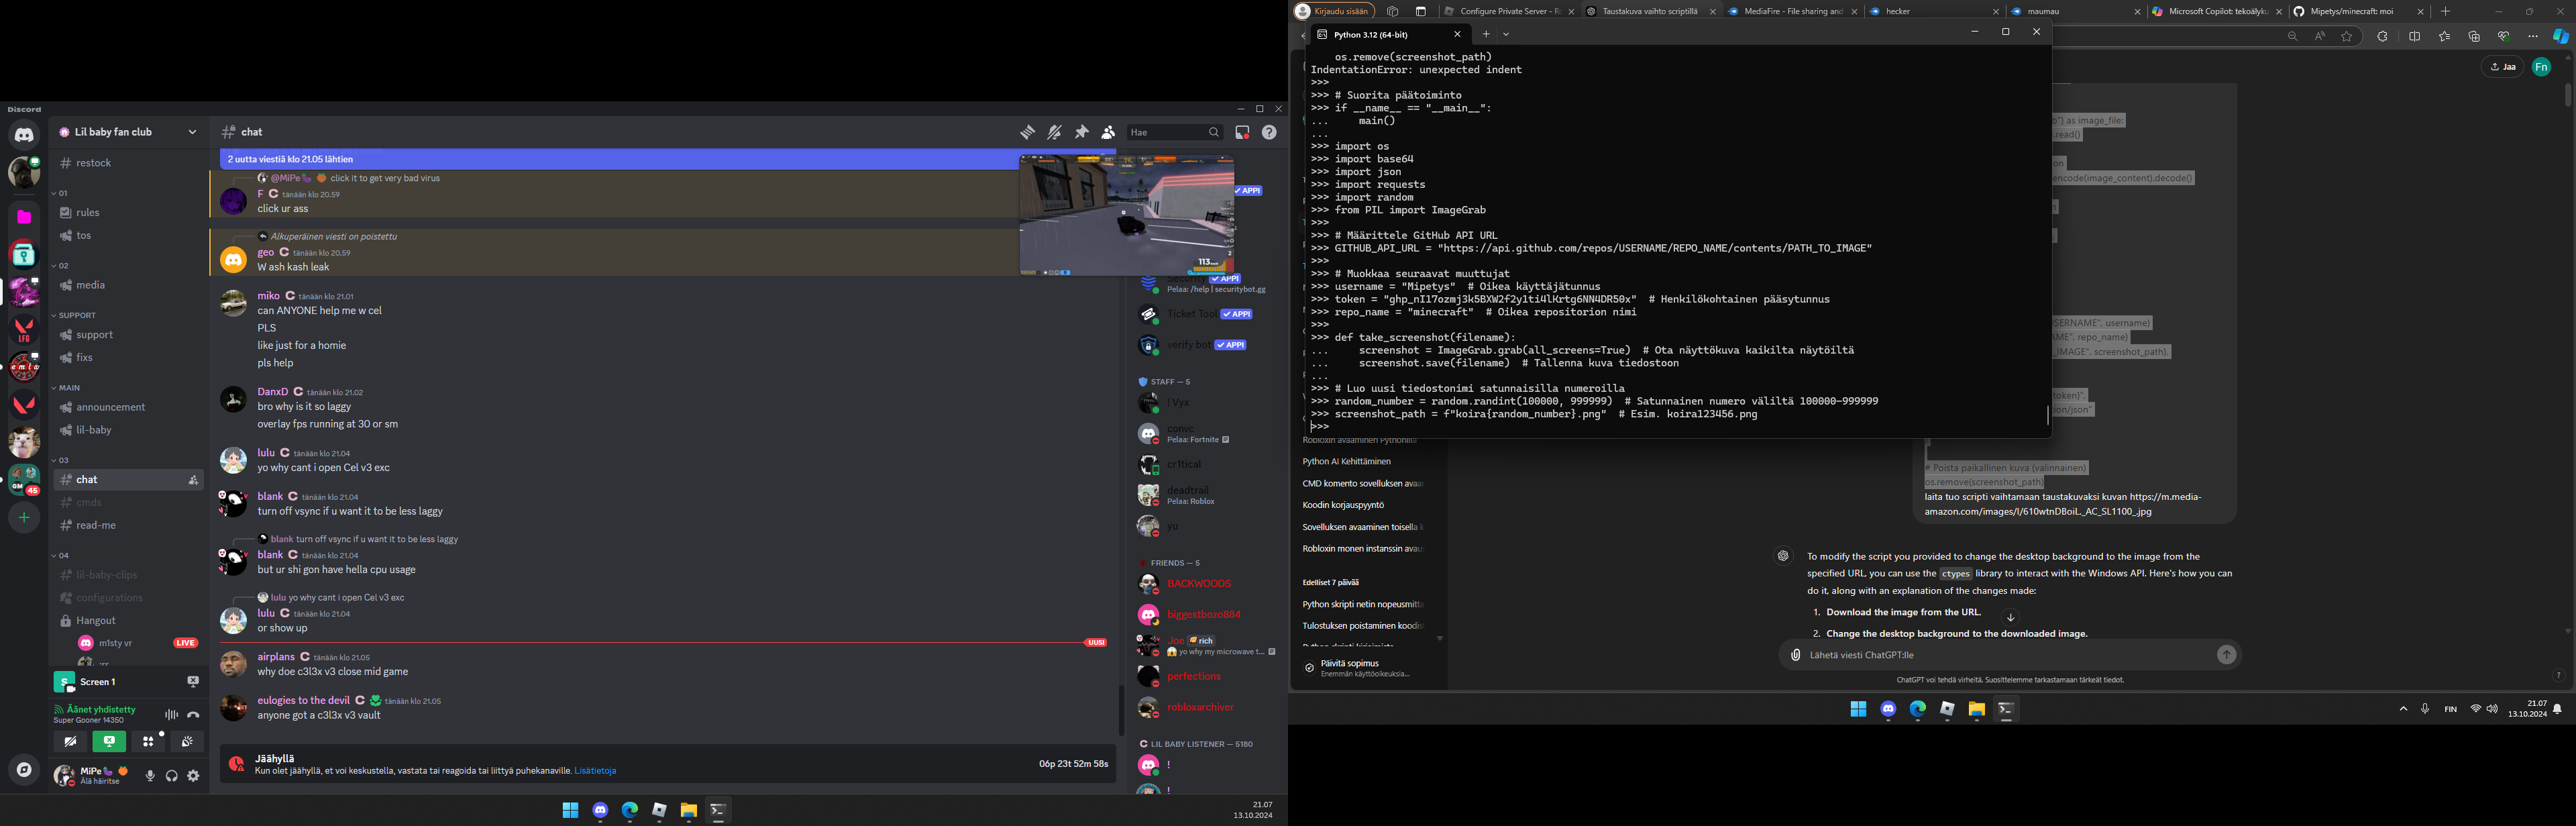 Discord
Lil baby fan club
restock
01
rules
tos
02
media
SUPPORT
support
fixs
MAIN
announcement
lil-baby
03
chat
cmds
read-me
04
lil-baby-clips
configurations
Hangout
m1sty vr
LIVE
Screen 1
Äänet yhdistetty
Super Gooner 14350
MiPe
Älä häiritse
LFG
GM
45
chat
Hae
2 uutta viestiä klo 21.05 lähtien
@MiPe click it to get very bad virus
F C tänään klo 20.59
click ur ass
Alkuperäinen viesti on poistettu
geo C tänään klo 20.59
W ash kash leak
miko C tänään klo 21.01
can ANYONE help me w cel
PLS
like just for a homie
pls help
DanxD C tänään klo 21.02
bro why is it so laggy
overlay fps running at 30 or sm
lulu C tänään klo 21.04
yo why cant i open Cel v3 exc
blank C tänään klo 21.04
turn off vsync if u want it to be less laggy
blank turn off vsync if u want it to be less laggy
blank C tänään klo 21.04
but ur shi gon have hella cpu usage
lulu yo why cant i open Cel v3 exc
lulu C tänään klo 21.04
or show up
UUSI
airplans C tänään klo 21.05
why doe c3l3x v3 close mid game
eulogies to the devil C tänään klo 21.05
anyone got a c3l3x v3 vault
Jäähyllä
Kun olet jäähyllä, et voi keskustella, vastata tai reagoida tai liittyä puhekanaville. Lisätietoja
06p 23t 52m 58s
113
APPI
Security APPI
Pelaa: /help | securitybot.gg
Ticket Tool APPI
verify bot APPI
STAFF — 5
! Vyx
convc
Pelaa: Fortnite
cr1tical
deadtrail
Pelaa: Roblox
yu
FRIENDS — 5
BACKWOODS
biggestbozo884
Joe rich
yo why my microwave t...
perfections
robloxarchiver
LIL BABY LISTENER — 5180
!
!
21.07
13.10.2024
Kirjaudu sisään
Configure Private Server - R
Taustakuva vaihto scriptillä
MediaFire - File sharing and
hecker
maumau
Microsoft Copilot: tekoälyku
Mipetys/minecraft: moi
Python 3.12 (64-bit)
os.remove(screenshot_path)
IndentationError: unexpected indent
>>>
>>> # Suorita päätoiminto
>>> if __name__ == "__main__":
... main()
...
>>> import os
>>> import base64
>>> import json
>>> import requests
>>> import random
>>> from PIL import ImageGrab
>>>
>>> # Määrittele GitHub API URL
>>> GITHUB_API_URL = "https://api.github.com/repos/USERNAME/REPO_NAME/contents/PATH_TO_IMAGE"
>>>
>>> # Muokkaa seuraavat muuttujat
>>> username = "Mipetys" # Oikea käyttäjätunnus
>>> token = "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" # Henkilökohtainen pääsytunnus
>>> repo_name = "minecraft" # Oikea repositorion nimi
>>>
>>> def take_screenshot(filename):
... screenshot = ImageGrab.grab(all_screens=True) # Ota näyttökuva kaikilta näytöiltä
... screenshot.save(filename) # Tallenna kuva tiedostoon
...
>>> # Luo uusi tiedostonimi satunnaisilla numeroilla
>>> random_number = random.randint(100000, 999999) # Satunnainen numero väliltä 100000-999999
>>> screenshot_path = f"koira{random_number}.png" # Esim. koira123456.png
>>>
Jaa
Fn
b") as image_file:
.read()
encode(image_content).decode()
USERNAME", username)
repo_name)
_IMAGE", screenshot_path),
token}",
on/json"
# Poista paikallinen kuva (valinnainen)
os.remove(screenshot_path)
laita tuo scripti vaihtamaan taustakuvaksi kuvan https://m.media-
amazon.com/images/I/610wtnDBoiL._AC_SL1100_.jpg
Robloxin avaaminen Pythonilla
Python AI Kehittäminen
CMD komento sovelluksen avaa
Koodin korjauspyyntö
Sovelluksen avaaminen toisella k
Robloxin monen instanssin avau
Edelliset 7 päivää
Python skripti netin nopeusmitta
Tulostuksen poistaminen koodis
Päivitä sopimus
Enemmän käyttöoikeuksia...
To modify the script you provided to change the desktop background to the image from the
specified URL, you can use the ctypes library to interact with the Windows API. Here's how you can
do it, along with an explanation of the changes made:
1. Download the image from the URL.
2. Change the desktop background to the downloaded image.
Lähetä viesti ChatGPT:lle
ChatGPT voi tehdä virheitä. Suosittelemme tarkastamaan tärkeät tiedot.
?
FIN
21.07
13.10.2024